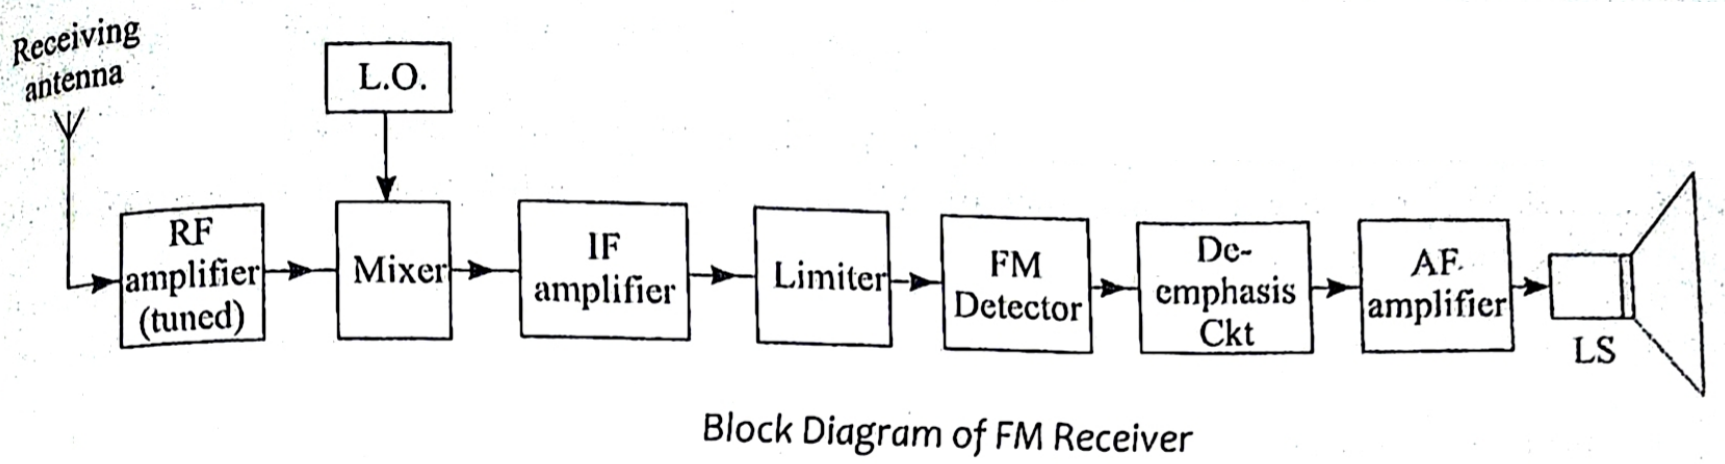 Receiving
antenna
L.O.
RF
amplifier
(tuned)
Mixer
IF
amplifier
Limiter
FM
Detector
De-
emphasis
Ckt
AF
amplifier
LS
Block Diagram of FM Receiver